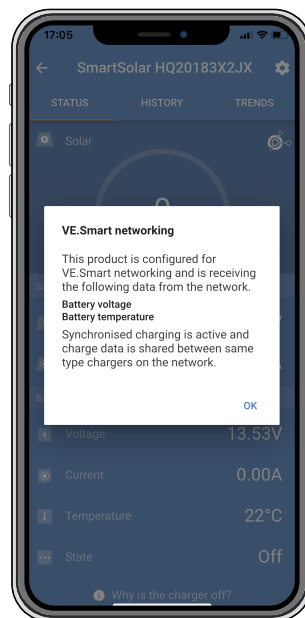 17:05
SmartSolar HQ20183X2JX
STATUS HISTORY TRENDS
Solar
VE.Smart networking
This product is configured for
VE.Smart networking and is receiving
the following data from the network.
Battery voltage
Battery temperature
Synchronised charging is active and
charge data is shared between same
type chargers on the network.
OK
Voltage 13.53V
Current 0.00A
Temperature 22°C
State Off
Why is the charger off?